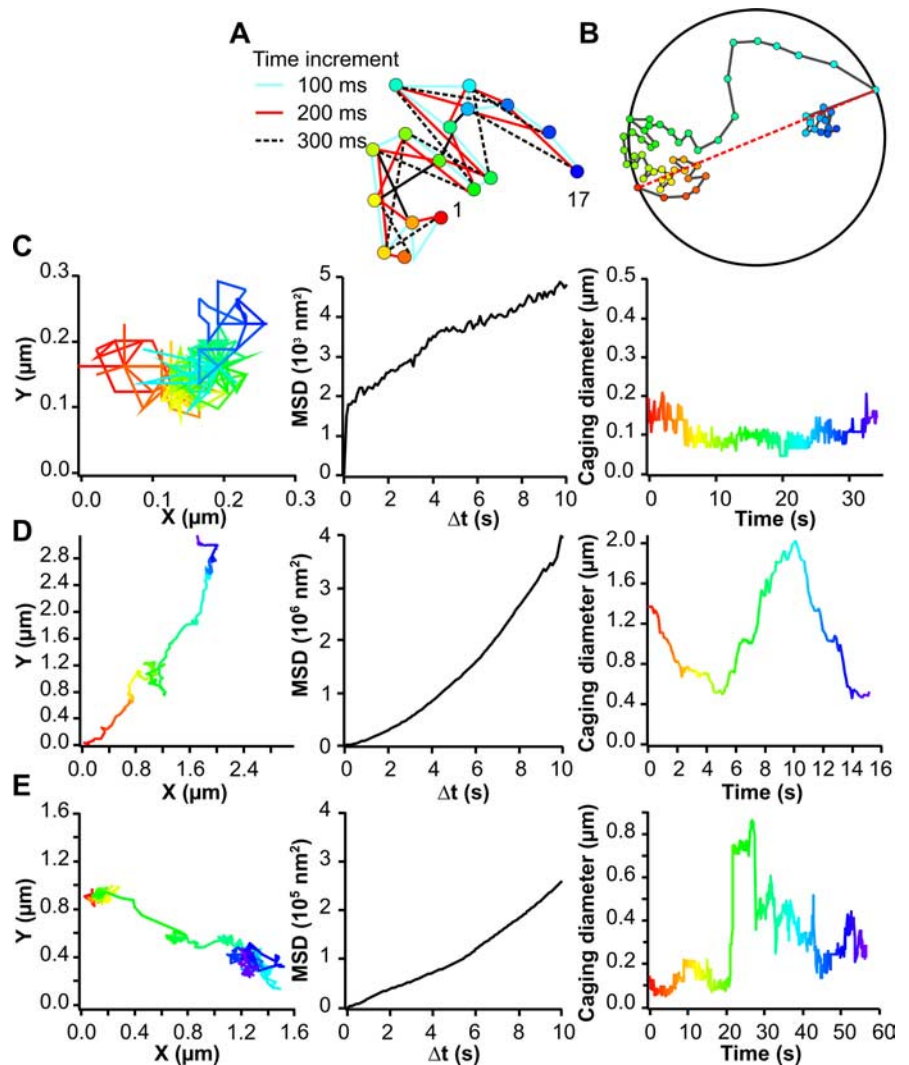 A
Time increment
100 ms
200 ms
300 ms
1
17
B
C
0.3
0.2
0.1
0.0
Y (µm)
0.0 0.1 0.2 0.3
X (µm)
5
4
3
2
1
0
MSD (10³ nm²)
0 2 4 6 8 10
Δt (s)
0.5
0.4
0.3
0.2
0.1
0.0
Caging diameter (µm)
0 10 20 30
Time (s)
D
2.8
2.4
2.0
1.6
1.2
0.8
0.4
0.0
Y (µm)
0.0 0.8 1.6 2.4
X (µm)
4
3
2
1
0
MSD (10⁶ nm²)
0 2 4 6 8 10
Δt (s)
2.0
1.6
1.2
0.8
0.4
0.0
Caging diameter (µm)
0 2 4 6 8 10 12 14 16
Time (s)
E
1.6
1.4
1.0
0.8
0.6
0.4
0.2
0.0
Y (µm)
0.0 0.4 0.8 1.2 1.6
X (µm)
4
3
2
1
0
MSD (10⁵ nm²)
0 2 4 6 8 10
Δt (s)
0.8
0.6
0.4
0.2
0.0
Caging diameter (µm)
0 10 20 30 40 50 60
Time (s)